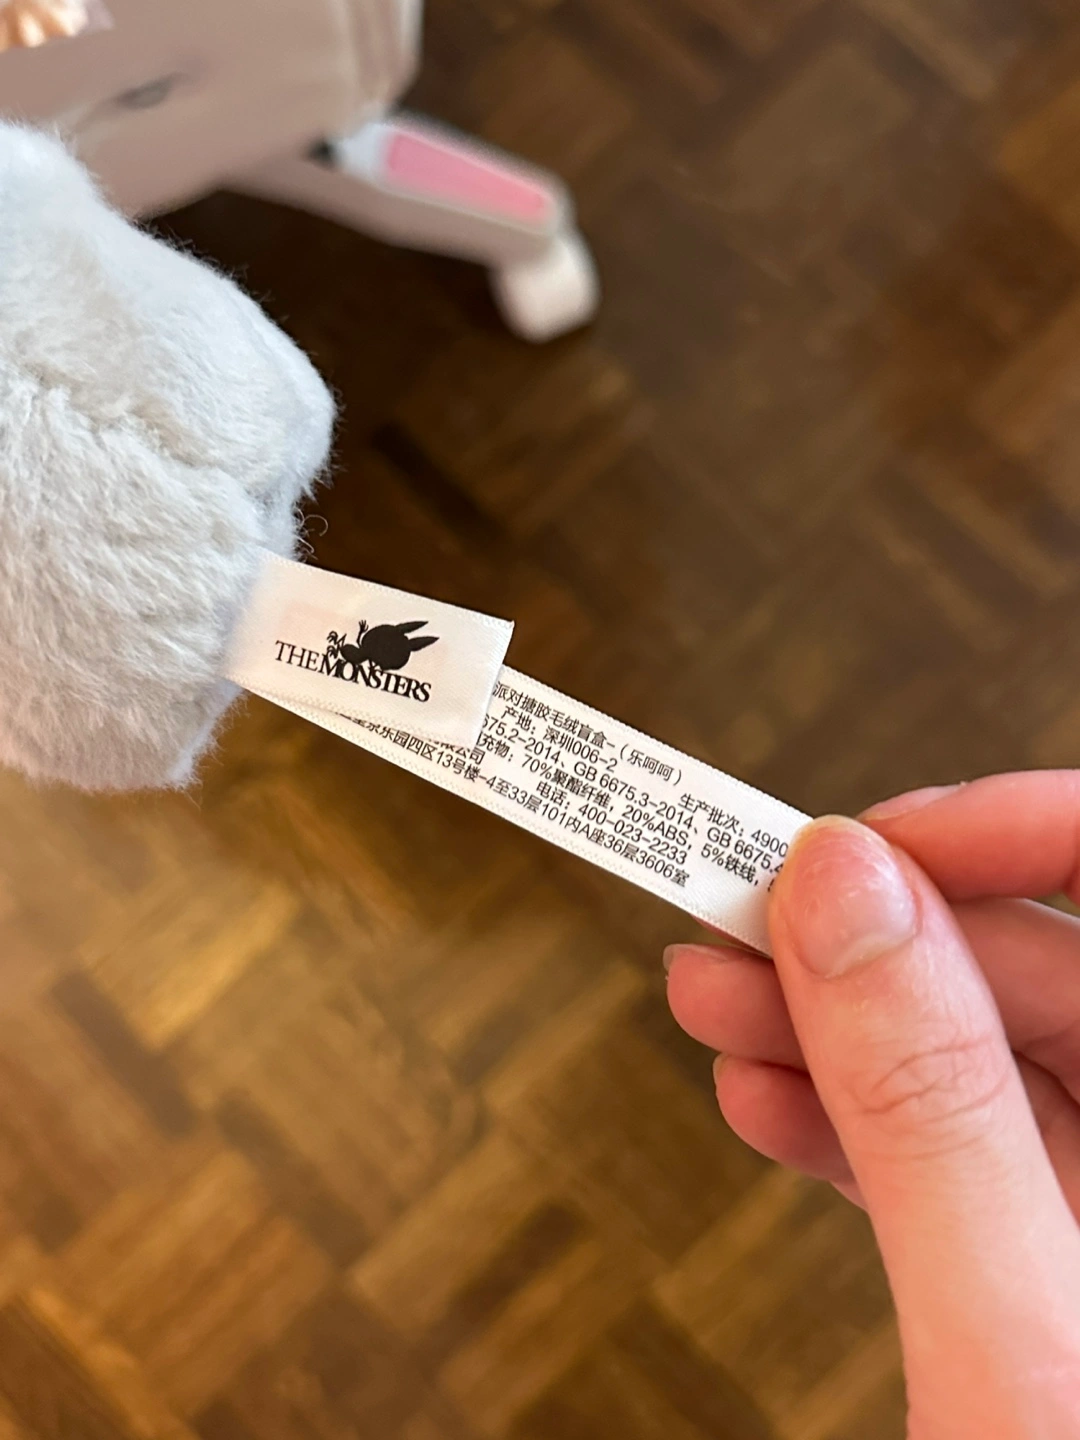 THE MONSTERS
派对搪胶毛绒盲盒-（乐呵呵）
产地：深圳006-2 生产批次：4900
675.2-2014、GB 6675.3-2014、GB 6675.4
充物：70%聚酯纤维，20%ABS，5%铁线，
限公司 电话：400-023-2233
京东园四区13号楼-4至33层101内A座36层3606室